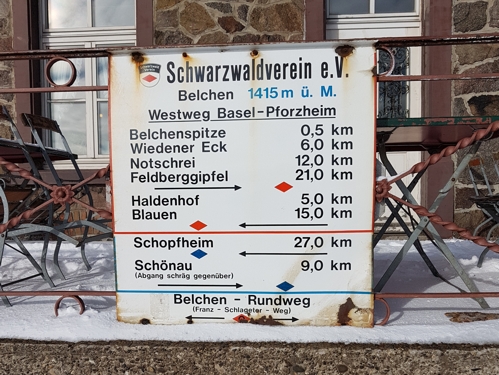 Schwarzwaldverein e.V.
Belchen 1415 m ü. M.
Westweg Basel-Pforzheim
Belchenspitze 0,5 km
Wiedener Eck 6,0 km
Notschrei 12,0 km
Feldberggipfel 21,0 km
Haldenhof 5,0 km
Blauen 15,0 km
Schopfheim 27,0 km
Schönau 9,0 km
(Abgang schräg gegenüber)
Belchen - Rundweg
(Franz - Schlageter - Weg)